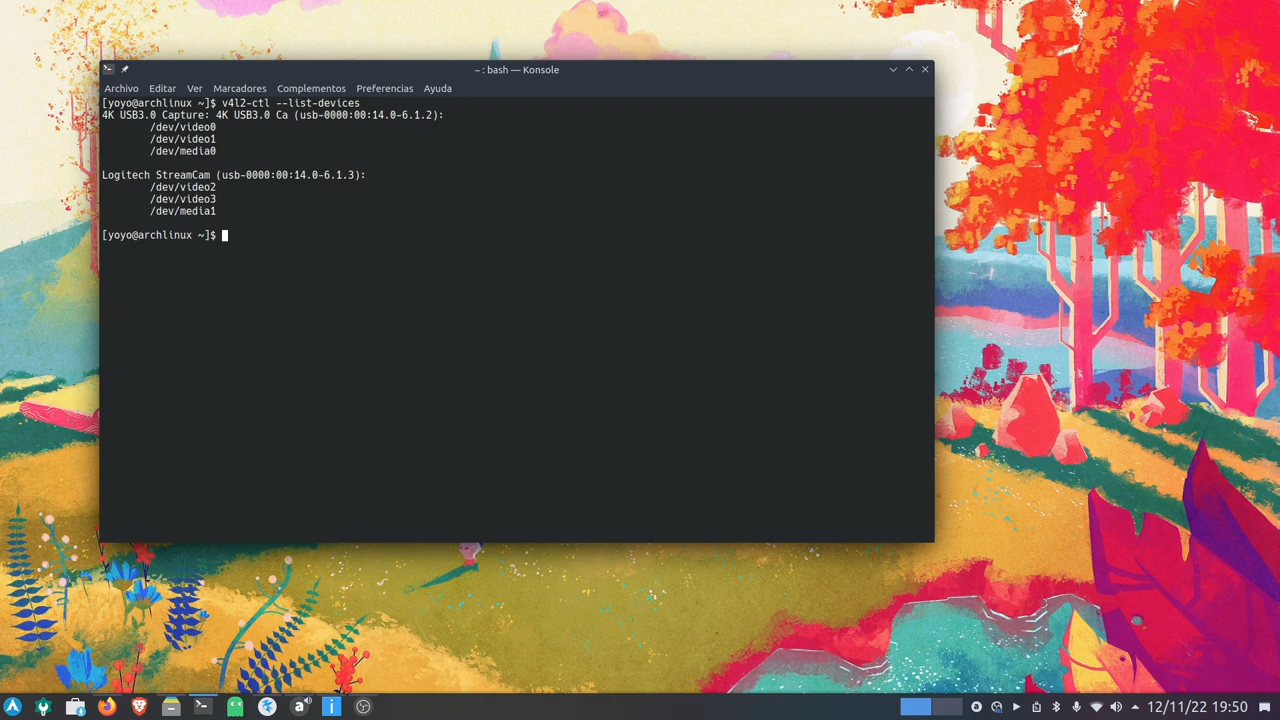 ~ : bash — Konsole
Archivo Editar Ver Marcadores Complementos Preferencias Ayuda
[yoyo@archlinux ~]$ v4l2-ctl --list-devices
4K USB3.0 Capture: 4K USB3.0 Ca (usb-0000:00:14.0-6.1.2):
/dev/video0
/dev/video1
/dev/media0
Logitech StreamCam (usb-0000:00:14.0-6.1.3):
/dev/video2
/dev/video3
/dev/media1
[yoyo@archlinux ~]$
12/11/22 19:50